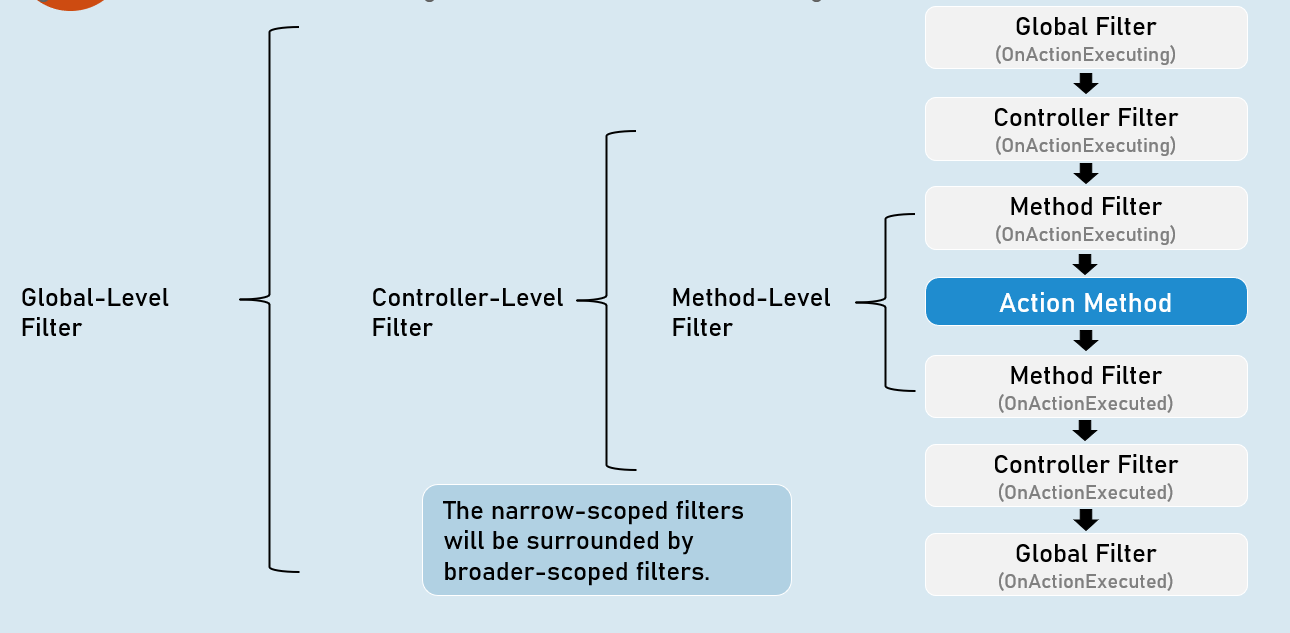 Global Filter
(OnActionExecuting)
Controller Filter
(OnActionExecuting)
Method Filter
(OnActionExecuting)
Global-Level
Filter
Controller-Level
Filter
Method-Level
Filter
Action Method
Method Filter
(OnActionExecuted)
Controller Filter
(OnActionExecuted)
The narrow-scoped filters
will be surrounded by
broader-scoped filters.
Global Filter
(OnActionExecuted)